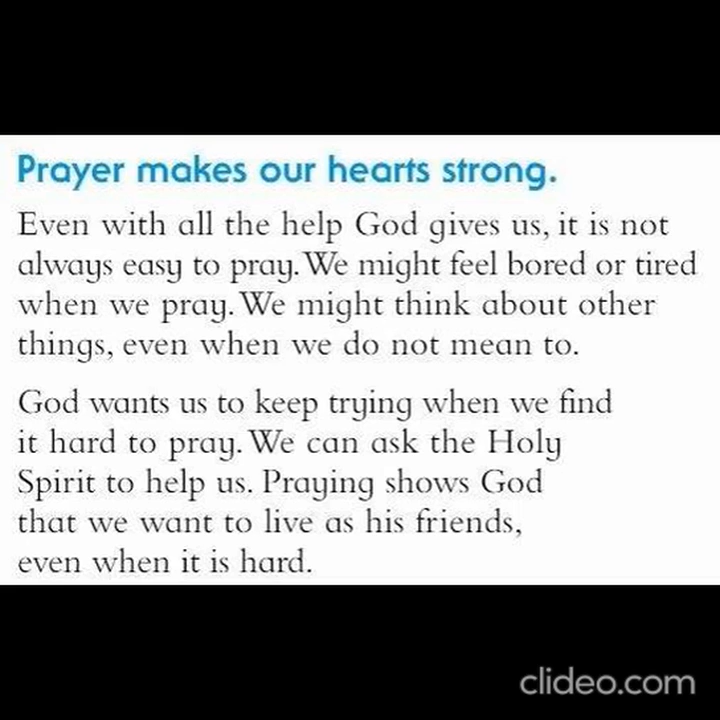 Prayer makes our hearts strong.
Even with all the help God gives us, it is not
always easy to pray. We might feel bored or tired
when we pray. We might think about other
things, even when we do not mean to.
God wants us to keep trying when we find
it hard to pray. We can ask the Holy
Spirit to help us. Praying shows God
that we want to live as his friends,
even when it is hard.
clideo.com